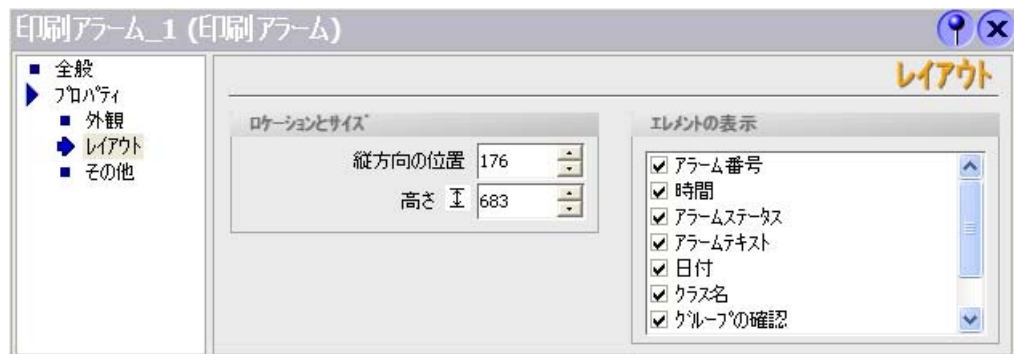 印刷アラーム_1 (印刷アラーム)
全般
プロパティ
外観
レイアウト
その他
レイアウト
ロケーションとサイズ
縦方向の位置 176
高さ 683
エレメントの表示
アラーム番号
時間
アラームステータス
アラームテキスト
日付
クラス名
グループの確認